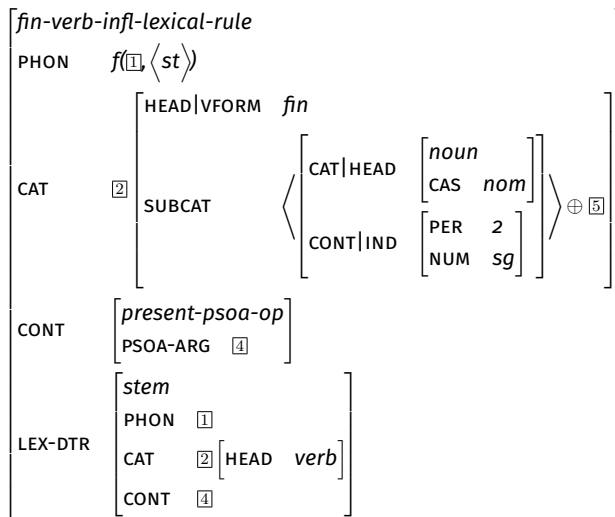 fin-verb-infl-lexical-rule
PHON f(1, ⟨st⟩)
HEAD|VFORM fin
CAT|HEAD noun
CAS nom
CAT 2 SUBCAT ⟨ ⟩ ⊕ 5
CONT|IND PER 2
NUM sg
CONT present-psoa-op
PSOA-ARG 4
stem
PHON 1
LEX-DTR CAT 2 [HEAD verb]
CONT 4